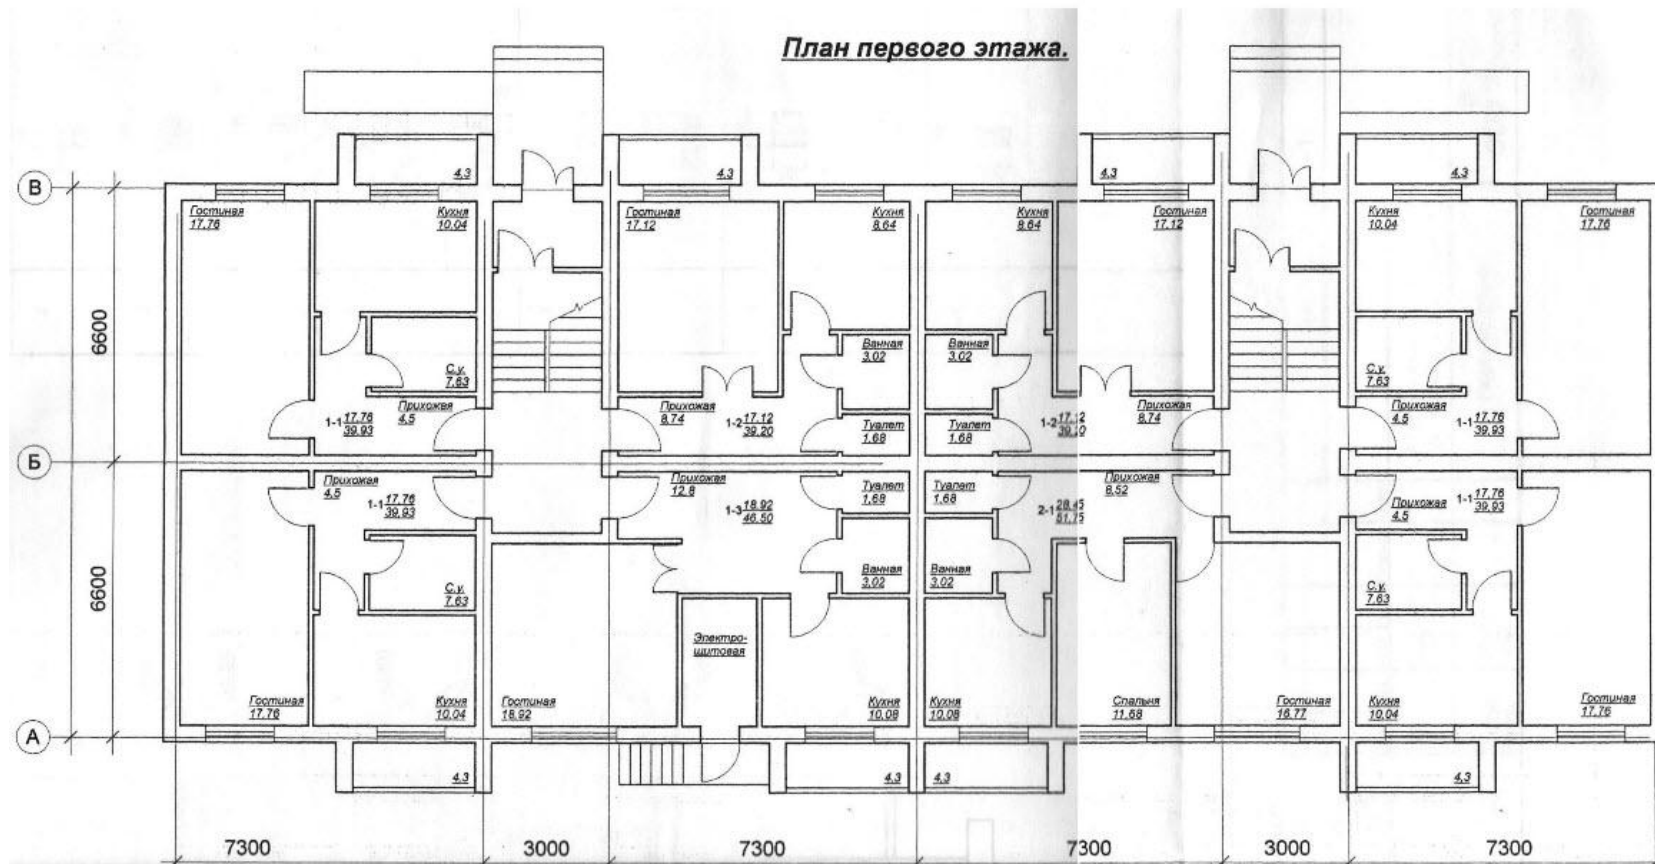 План первого этажа.
4.3
4.3
4.3
4.3
В
Гостиная
17.76
Кухня
10.04
Гостиная
17.12
Кухня
8.64
Кухня
8.64
Гостиная
17.12
Кухня
10.04
Гостиная
17.76
6600
Ванная
3.02
Ванная
3.02
С.у.
7.63
С.у.
7.63
1-1 17.76
39.93
Прихожая
4.5
Прихожая
8.74
1-2 17.12
39.20
Туалет
1.68
Туалет
1.68
1-2 17.12
39.20
Прихожая
8.74
Прихожая
4.5
1-1 17.76
39.93
Б
Прихожая
4.5
1-1 17.76
39.93
Прихожая
12.8
1-3 18.92
46.50
Туалет
1.68
Туалет
1.68
2-1 28.45
51.75
Прихожая
8.52
Прихожая
4.5
1-1 17.76
39.93
6600
С.у.
7.63
Ванная
3.02
Ванная
3.02
С.у.
7.63
Электро-
щитовая
Гостиная
17.76
Кухня
10.04
Гостиная
18.92
Кухня
10.08
Кухня
10.08
Спальня
11.68
Гостиная
16.77
Кухня
10.04
Гостиная
17.76
А
4.3
4.3
4.3
4.3
7300
3000
7300
7300
3000
7300